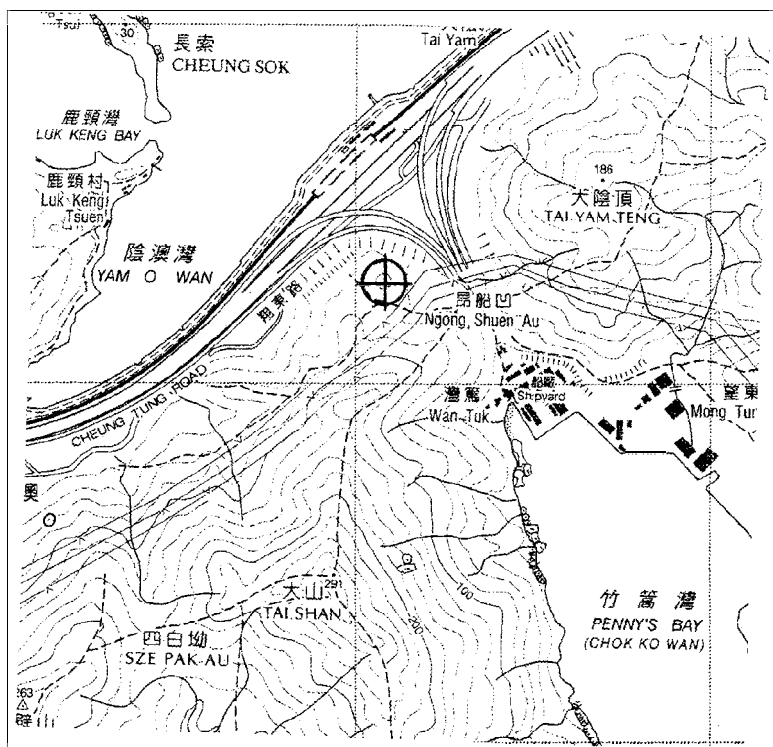 Tsui
30
長索
CHEUNG SOK
Tai Yam
鹿頸灣
LUK KENG BAY
鹿頸村
Luk Keng
Tsuen
186
大陰頂
TAI YAM TENG
陰澳灣
YAM O WAN
翔東路
昂船凹
Ngong Shuen Au
CHEUNG TUNG ROAD
灣篤
Wan Tuk
船廠
Shipyard
望東
Mong Tun
奧
O
大山
291
TAI SHAN
100
200
四白坳
SZE PAK AU
竹篙灣
PENNY'S BAY
(CHOK KO WAN)
263